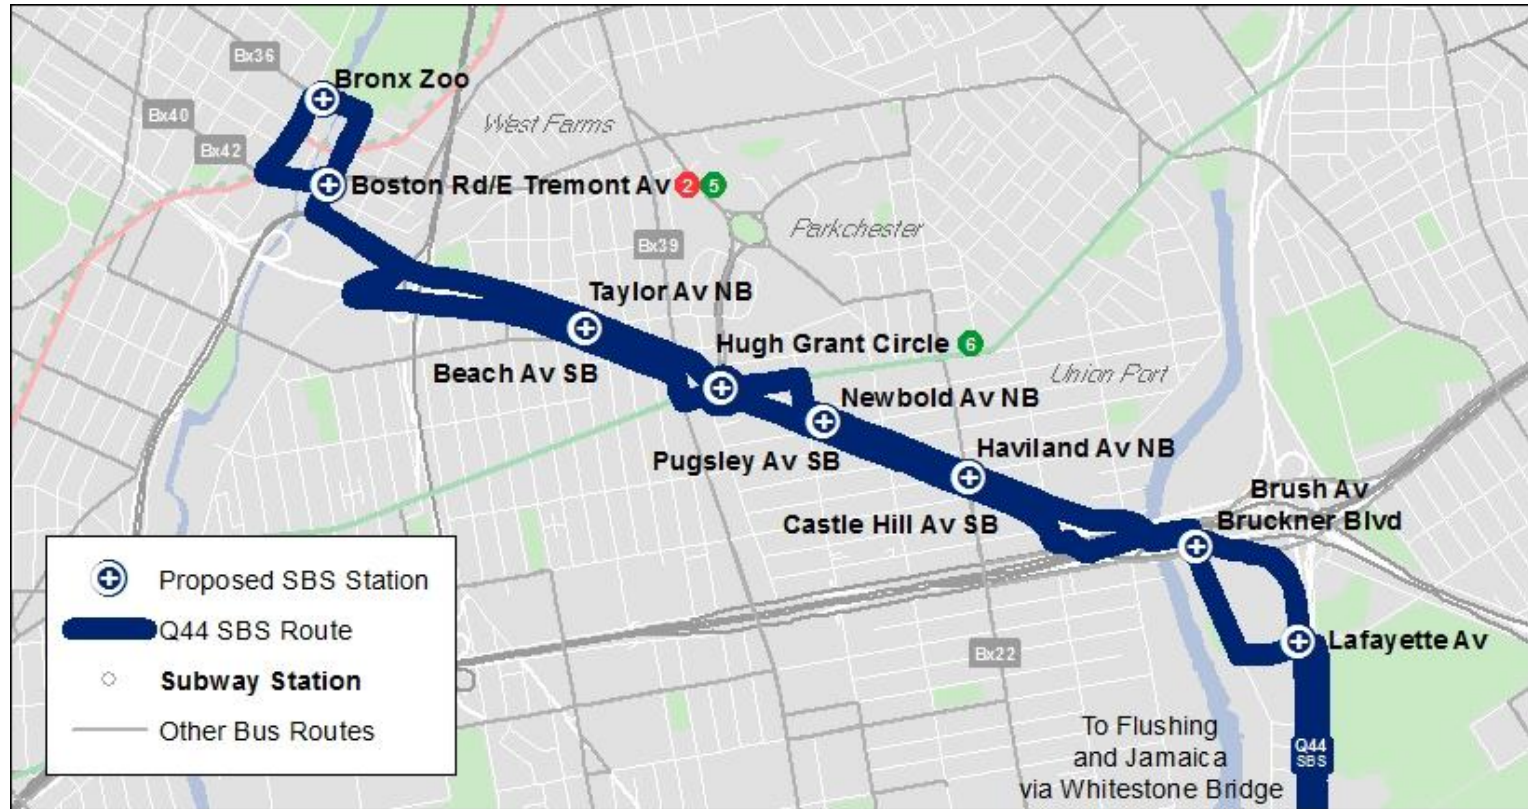 Bx36
Bronx Zoo
Bx40
West Farms
Bx42
Boston Rd/E Tremont Av 2 5
Parkchester
Bx39
Taylor Av NB
Hugh Grant Circle 6
Beach Av SB
Union Port
Newbold Av NB
Pugsley Av SB
Haviland Av NB
Castle Hill Av SB
Brush Av
Bruckner Blvd
Proposed SBS Station
Q44 SBS Route
Subway Station
Other Bus Routes
Bx22
Lafayette Av
To Flushing
and Jamaica
via Whitestone Bridge
Q44
SBS